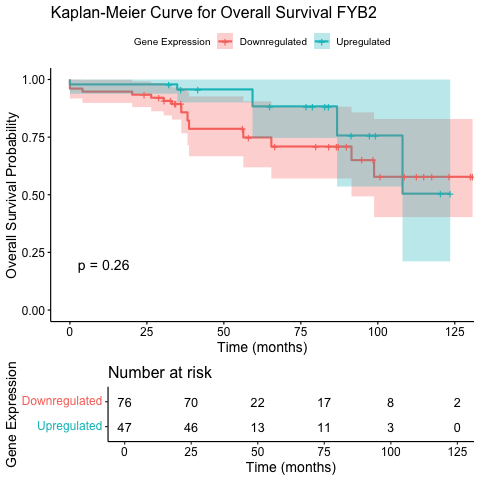 Kaplan-Meier Curve for Overall Survival FYB2
Gene Expression Downregulated Upregulated
Overall Survival Probability
1.00
0.75
0.50
0.25
0.00
p = 0.26
0 25 50 75 100 125
Time (months)
Number at risk
Gene Expression
Downregulated 76 70 22 17 8 2
Upregulated 47 46 13 11 3 0
0 25 50 75 100 125
Time (months)